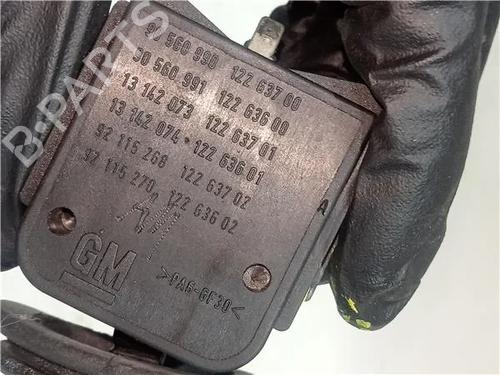 90 560 990 122 637 00
90 560 991 122 636 00
13 142 073 122 637 01
13 142 074 • 122 636 01
92 115 268 122 637 02
92 115 270 122 636 02
GM
>PA6-GF30<
A
B-PARTS